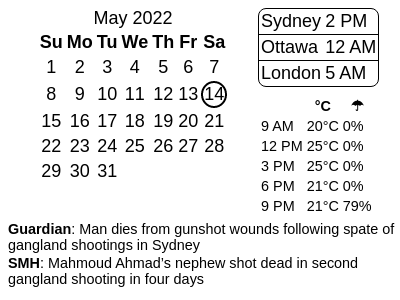 May 2022
Su Mo Tu We Th Fr Sa
1 2 3 4 5 6 7
8 9 10 11 12 13 14
15 16 17 18 19 20 21
22 23 24 25 26 27 28
29 30 31
Sydney 2 PM
Ottawa 12 AM
London 5 AM
°C ☂
9 AM 20°C 0%
12 PM 25°C 0%
3 PM 25°C 0%
6 PM 21°C 0%
9 PM 21°C 79%
Guardian: Man dies from gunshot wounds following spate of
gangland shootings in Sydney
SMH: Mahmoud Ahmad’s nephew shot dead in second
gangland shooting in four days